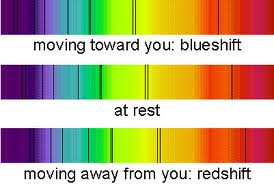 moving toward you: blueshift
at rest
moving away from you: redshift